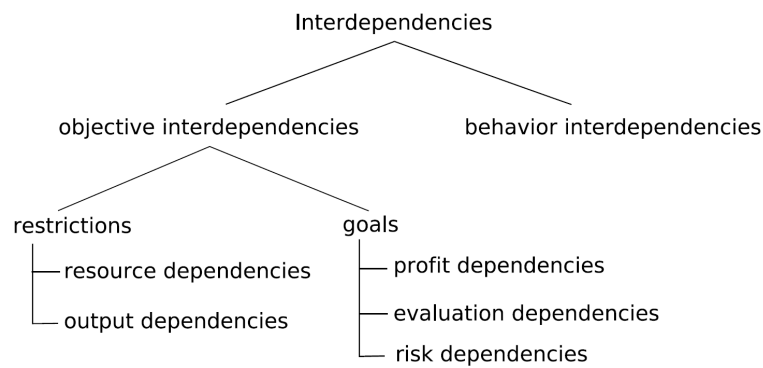 Interdependencies
objective interdependencies
behavior interdependencies
restrictions
goals
resource dependencies
profit dependencies
output dependencies
evaluation dependencies
risk dependencies